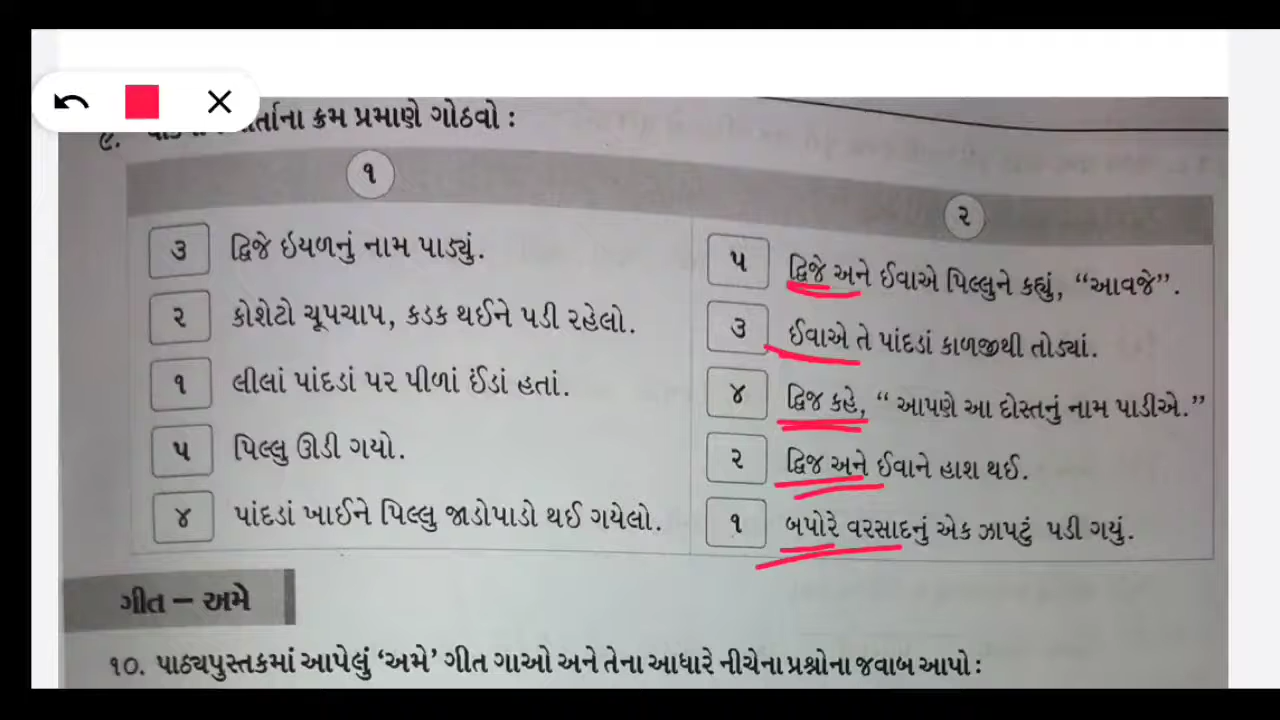 ૯. વાર્તાના ક્રમ પ્રમાણે ગોઠવો :
૧
૩ દ્વિજે ઇયળનું નામ પાડ્યું.
૨ કોશેટો ચૂપચાપ, કડક થઈને પડી રહેલો.
૧ લીલાં પાંદડાં પર પીળાં ઈંડાં હતાં.
૫ પિલ્લુ ઊડી ગયો.
૪ પાંદડાં ખાઈને પિલ્લુ જાડોપાડો થઈ ગયેલો.
૨
૫ દ્વિજે અને ઈવાએ પિલ્લુને કહ્યું, “આવજે”.
૩ ઈવાએ તે પાંદડાં કાળજીથી તોડ્યાં.
૪ દ્વિજ કહે, “ આપણે આ દોસ્તનું નામ પાડીએ.”
૨ દ્વિજ અને ઈવાને હાશ થઈ.
૧ બપોરે વરસાદનું એક ઝાપટું પડી ગયું.
ગીત – અમે
૧૦. પાઠ્યપુસ્તકમાં આપેલું ‘અમે’ ગીત ગાઓ અને તેના આધારે નીચેના પ્રશ્નોના જવાબ આપો :